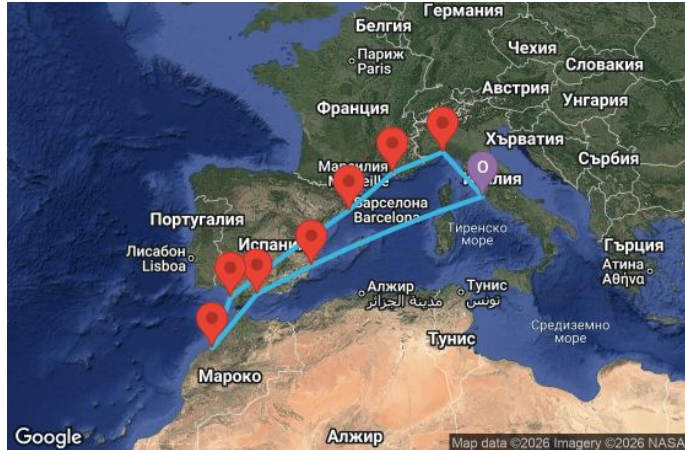 Германия
Белгия
Чехия
Париж
Paris
Словакия
Австрия
Унгария
Франция
Хърватия
Марсилия
Marseille
О
Италия
Сърбия
Барселона
Barcelona
Португалия
Тиренско
море
Испания
Лисабон
Lisboa
Гърция
Атина
Αθήνα
Алжир
مدينة الجزائر
Тунис
تونس
Средиземно
море
Тунис
Мароко
Алжир
Google
Map data ©2026 Imagery ©2026 NASA